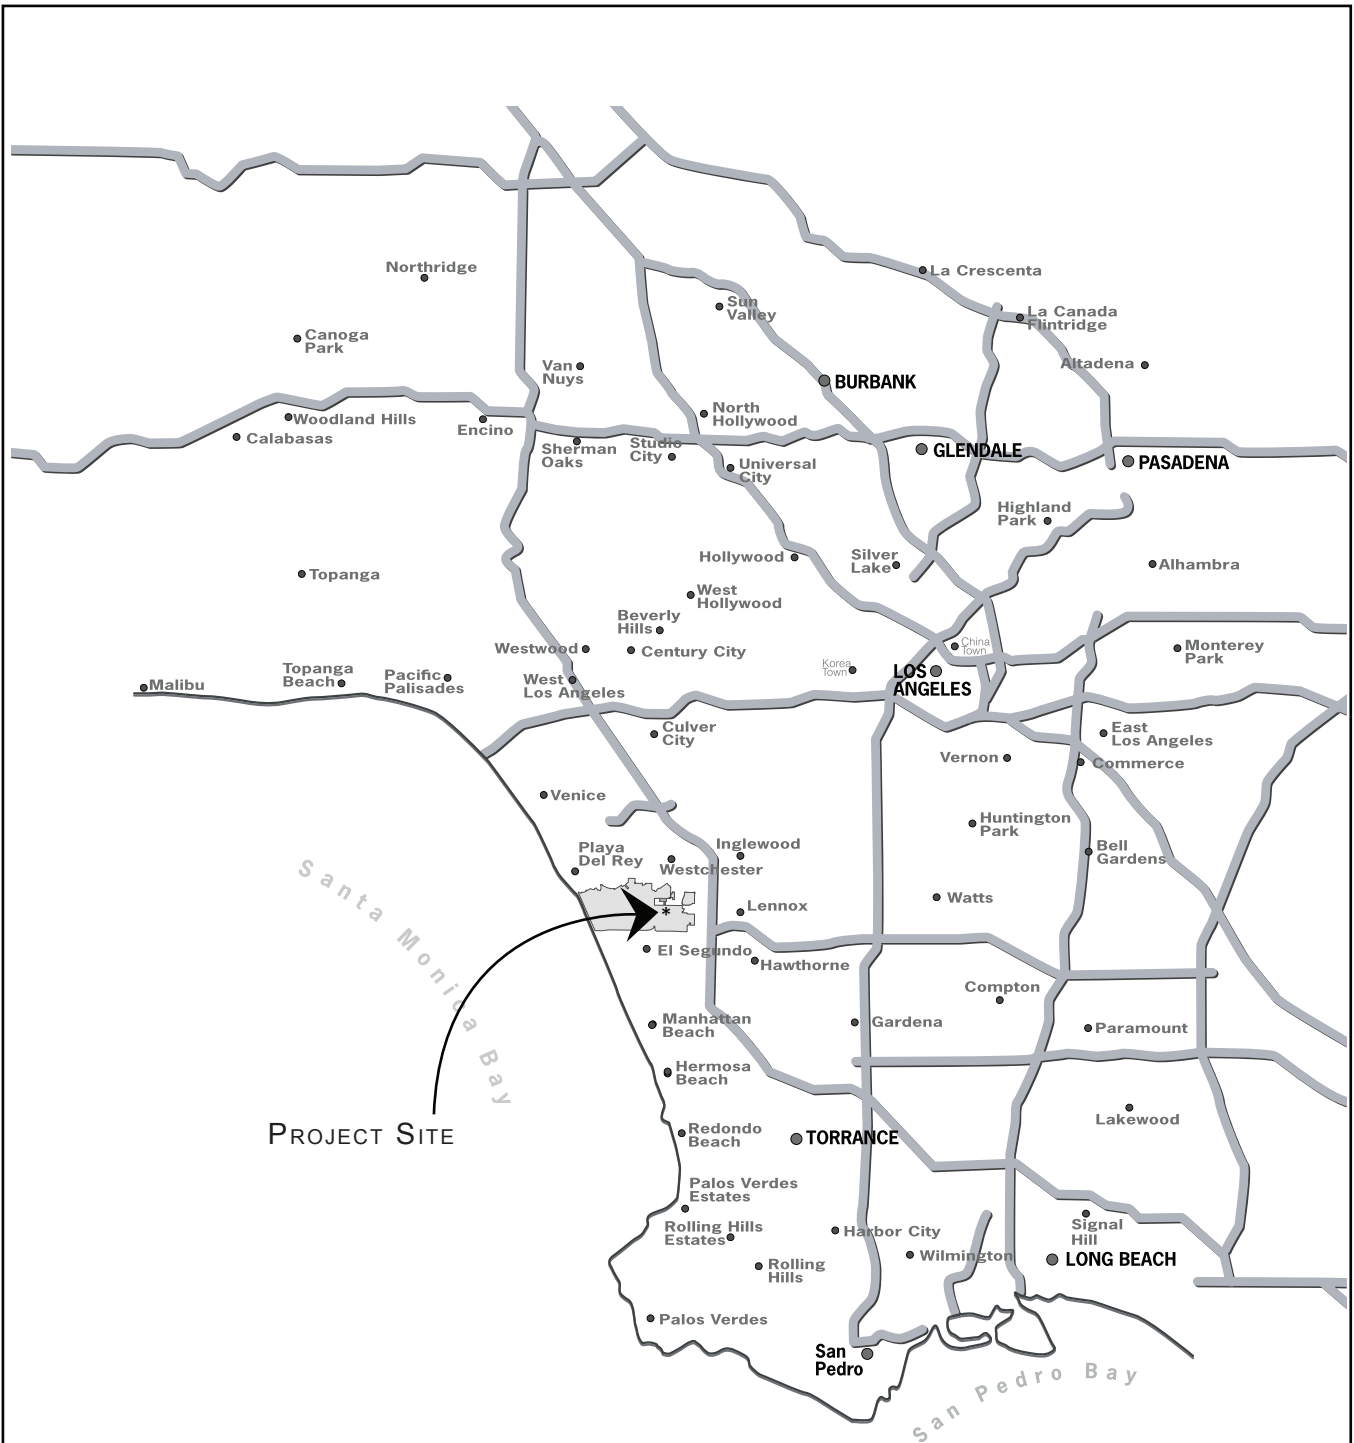 Northridge
La Crescenta
Sun
Valley
La Canada
Flintridge
Canoga
Park
Van
Nuys
Altadena
BURBANK
North
Hollywood
Woodland Hills
Calabasas
Encino
Sherman
Oaks
Studio
City
Universal
City
GLENDALE
PASADENA
Highland
Park
Hollywood
Silver
Lake
Alhambra
Topanga
West
Hollywood
Beverly
Hills
Westwood
Century City
China
Town
Monterey
Park
Korea
Town
LOS
ANGELES
Malibu
Topanga
Beach
Pacific
Palisades
West
Los Angeles
Culver
City
East
Los Angeles
Vernon
Commerce
Venice
Huntington
Park
Inglewood
Playa
Del Rey
Westchester
Bell
Gardens
Santa Monica Bay
*
Lennox
Watts
El Segundo
Hawthorne
Compton
Manhattan
Beach
Gardena
Paramount
Hermosa
Beach
Lakewood
PROJECT SITE
Redondo
Beach
TORRANCE
Palos Verdes
Estates
Rolling Hills
Estates
Harbor City
Signal
Hill
Wilmington
LONG BEACH
Rolling
Hills
Palos Verdes
San
Pedro
San Pedro Bay